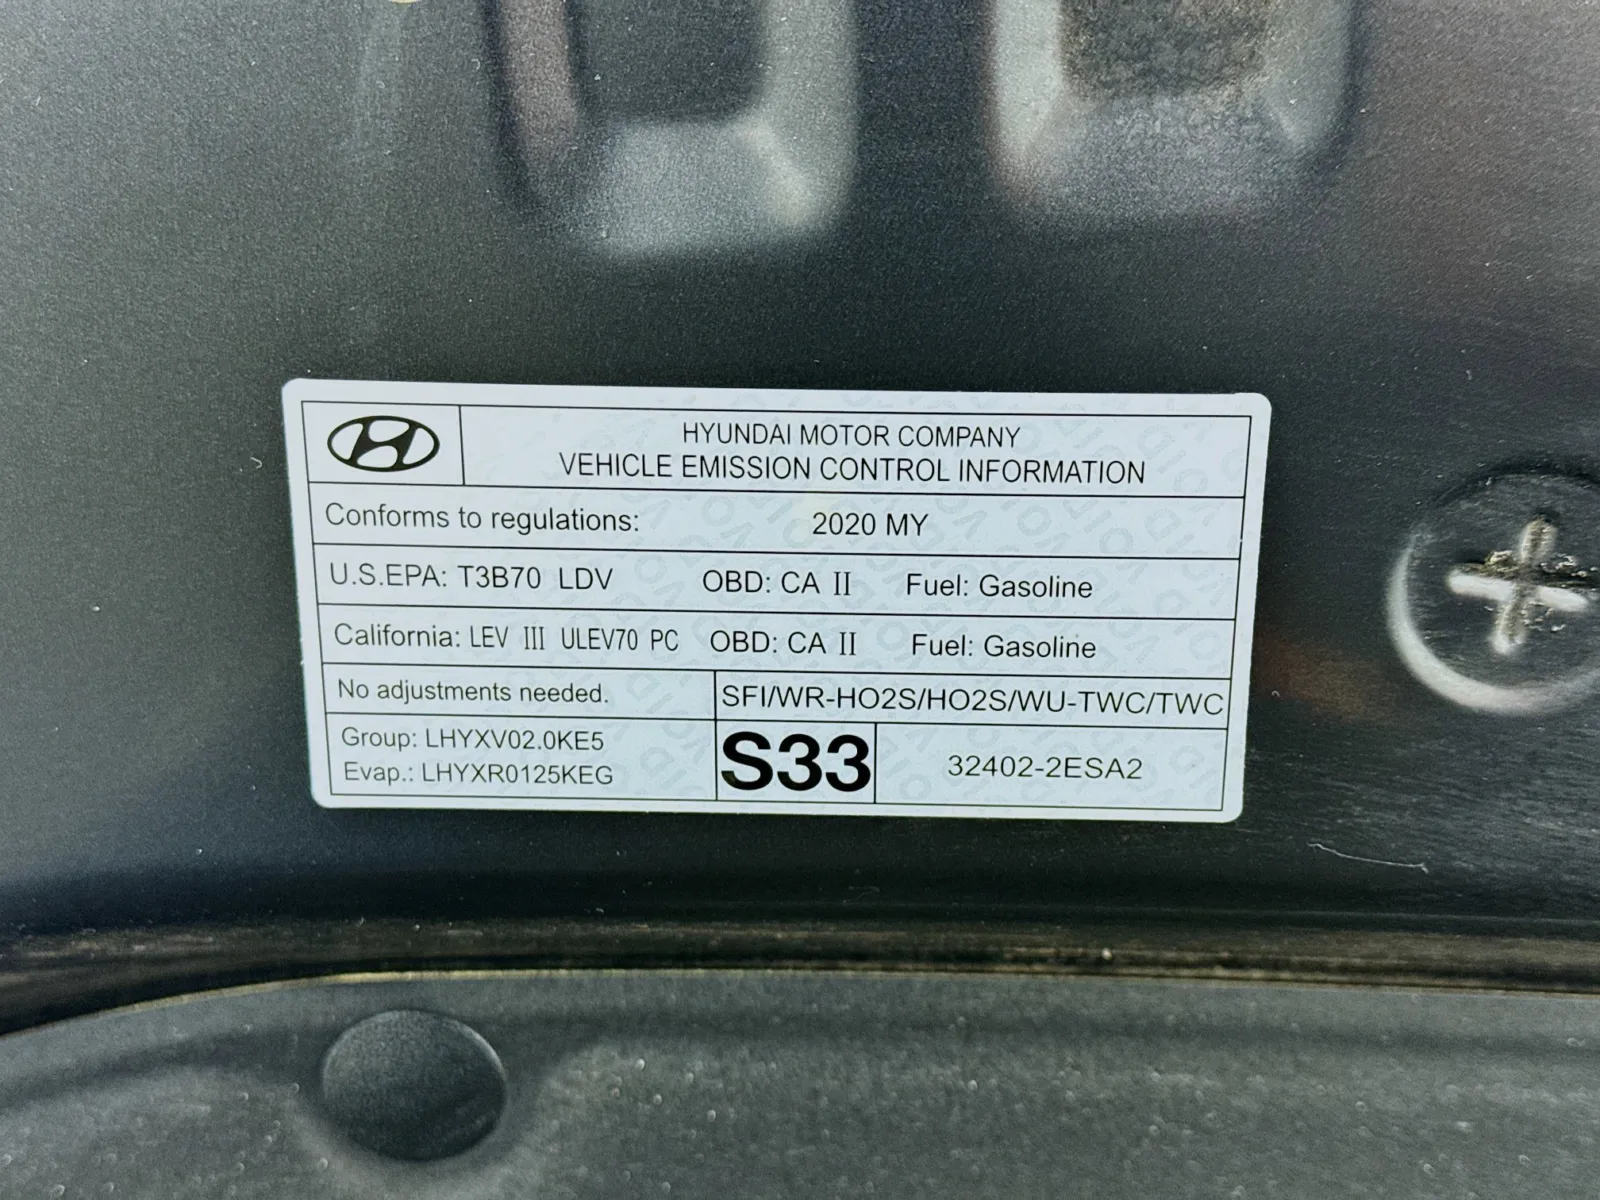 HYUNDAI MOTOR COMPANY
VEHICLE EMISSION CONTROL INFORMATION
Conforms to regulations: 2020 MY
U.S.EPA: T3B70 LDV OBD: CA II Fuel: Gasoline
California: LEV III ULEV70 PC OBD: CA II Fuel: Gasoline
No adjustments needed. SFI/WR-HO2S/HO2S/WU-TWC/TWC
Group: LHYXV02.0KE5
Evap.: LHYXR0125KEG
S33 32402-2ESA2